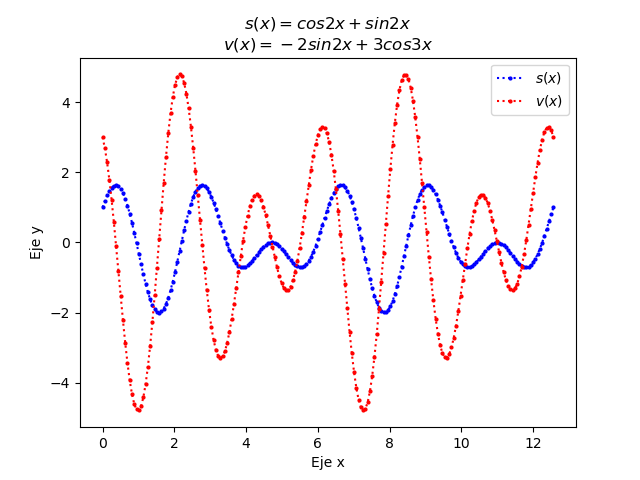 s(x) = cos2x + sin2x
v(x) = − 2sin2x + 3cos3x
s(x)
v(x)
Eje y
4
2
0
−2
−4
0 2 4 6 8 10 12
Eje x